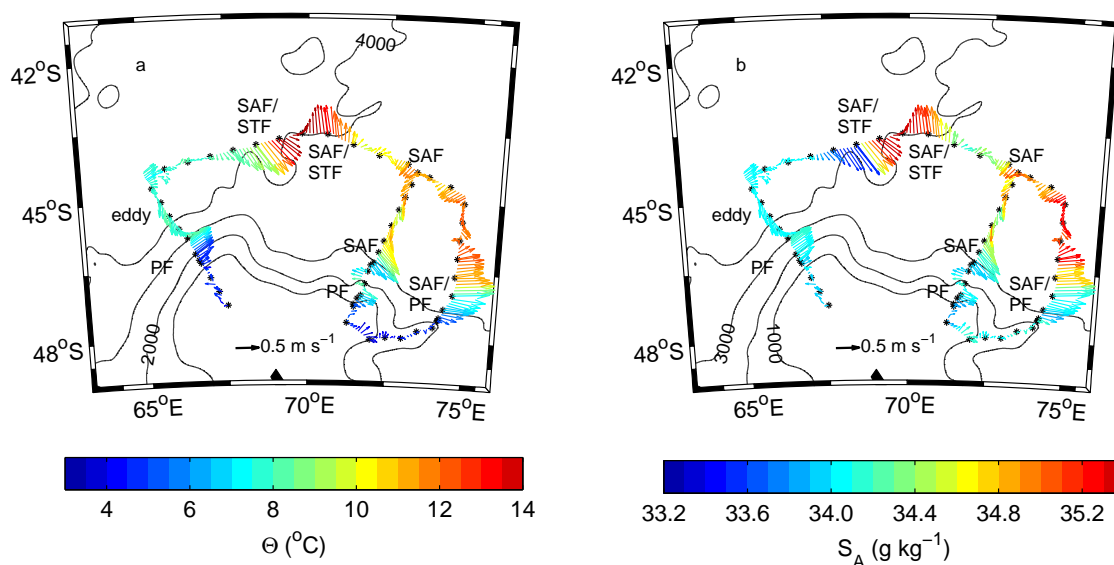 a
4000
42°S
SAF/
STF
SAF/
STF
SAF
45°S
eddy
SAF
PF
SAF/
PF
PF
2000
0.5 m s⁻¹
48°S
65°E
70°E
75°E
4
6
8
10
12
14
Θ (°C)
b
4000
42°S
SAF/
STF
SAF/
STF
SAF
45°S
eddy
SAF
PF
SAF/
PF
PF
3000
4000
0.5 m s⁻¹
48°S
65°E
70°E
75°E
33.2
33.6
34.0
34.4
34.8
35.2
S_A (g kg⁻¹)